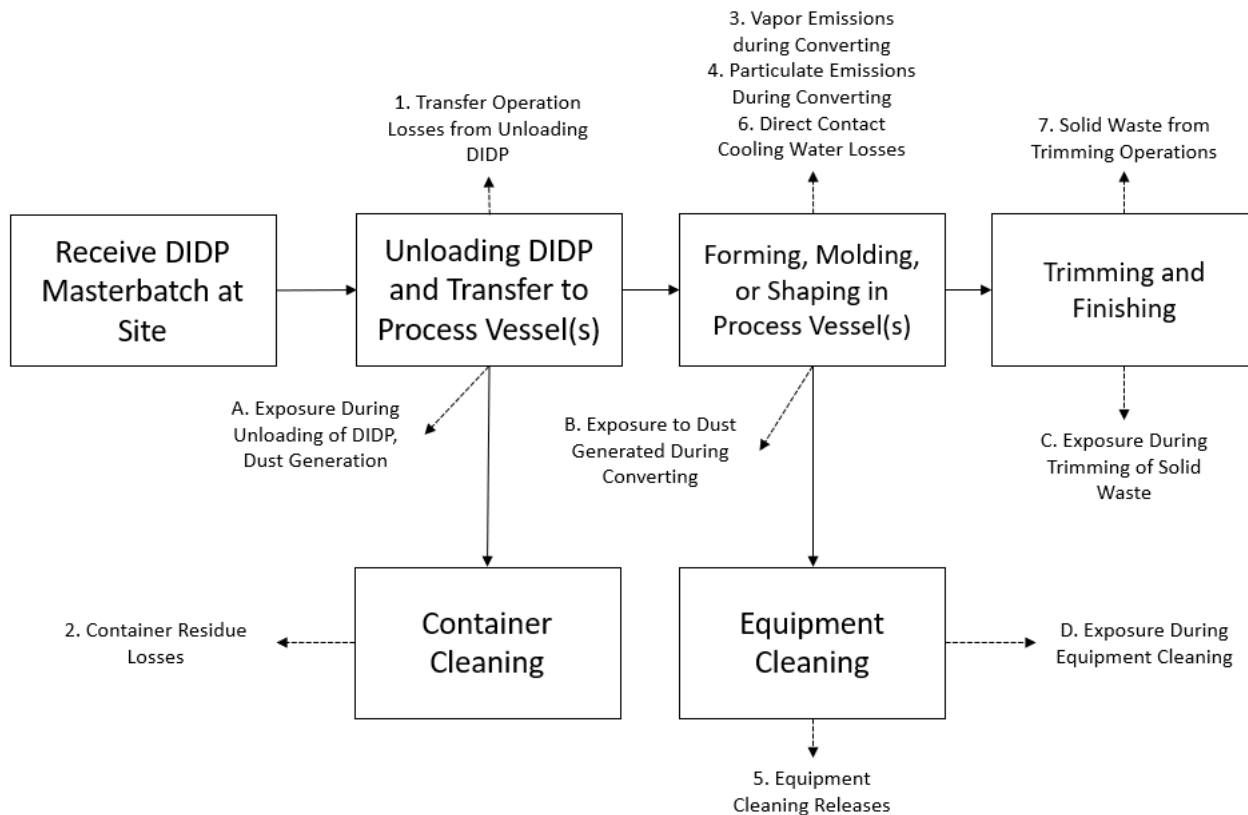 3. Vapor Emissions
during Converting
4. Particulate Emissions
During Converting
6. Direct Contact
Cooling Water Losses
1. Transfer Operation
Losses from Unloading
DIDP
7. Solid Waste from
Trimming Operations
Receive DIDP
Masterbatch at
Site
Unloading DIDP
and Transfer to
Process Vessel(s)
Forming, Molding,
or Shaping in
Process Vessel(s)
Trimming and
Finishing
A. Exposure During
Unloading of DIDP,
Dust Generation
B. Exposure to Dust
Generated During
Converting
C. Exposure During
Trimming of Solid
Waste
2. Container Residue
Losses
Container
Cleaning
Equipment
Cleaning
D. Exposure During
Equipment Cleaning
5. Equipment
Cleaning Releases